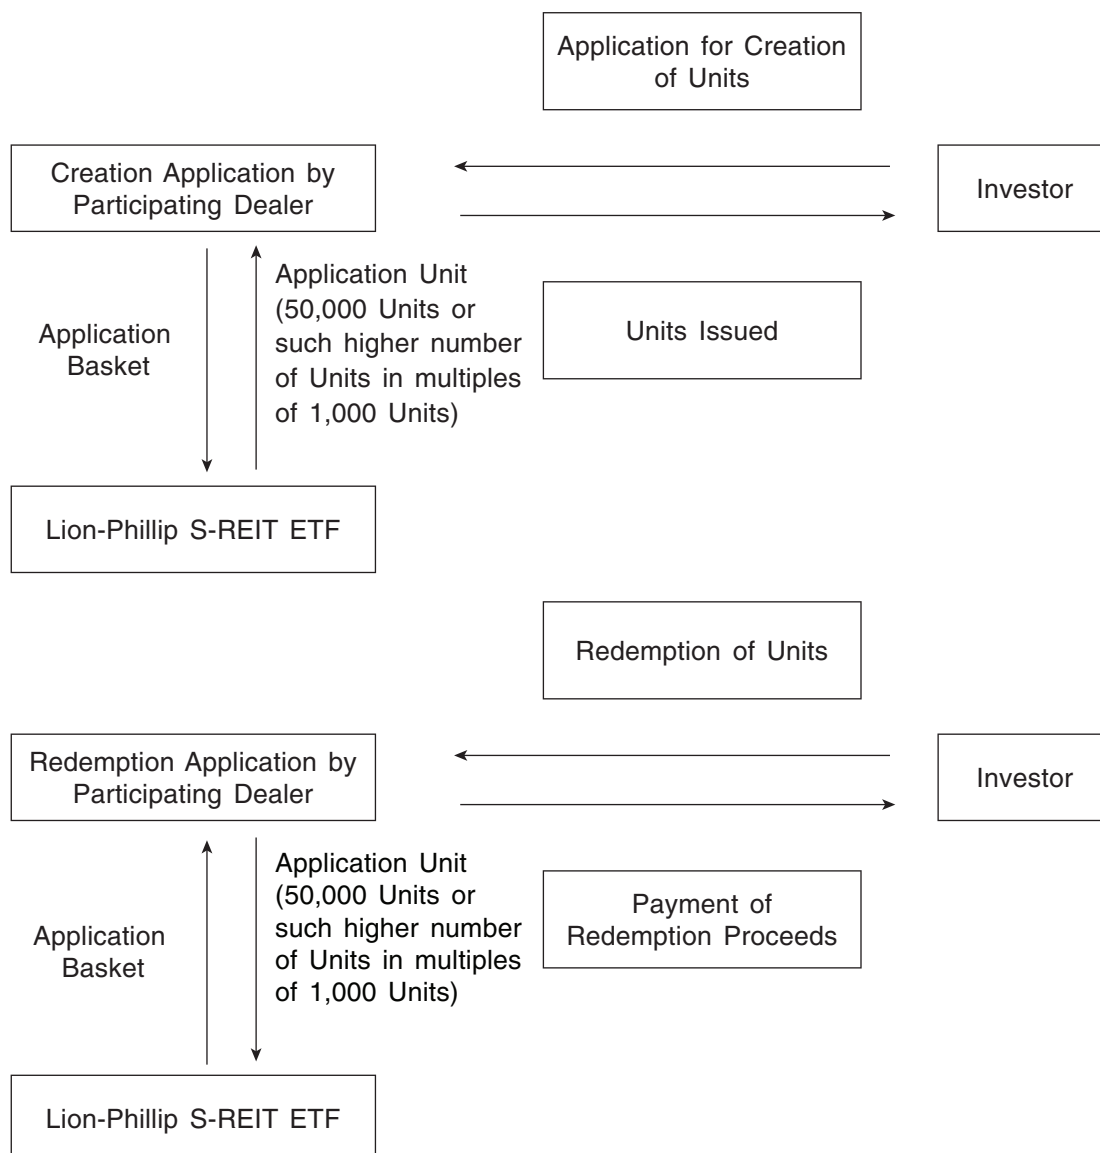 Application for Creation
of Units
Creation Application by
Participating Dealer
Investor
Application Unit
(50,000 Units or
such higher number
of Units in multiples
of 1,000 Units)
Application
Basket
Units Issued
Lion-Phillip S-REIT ETF
Redemption of Units
Redemption Application by
Participating Dealer
Investor
Application Unit
(50,000 Units or
such higher number
of Units in multiples
of 1,000 Units)
Application
Basket
Payment of
Redemption Proceeds
Lion-Phillip S-REIT ETF